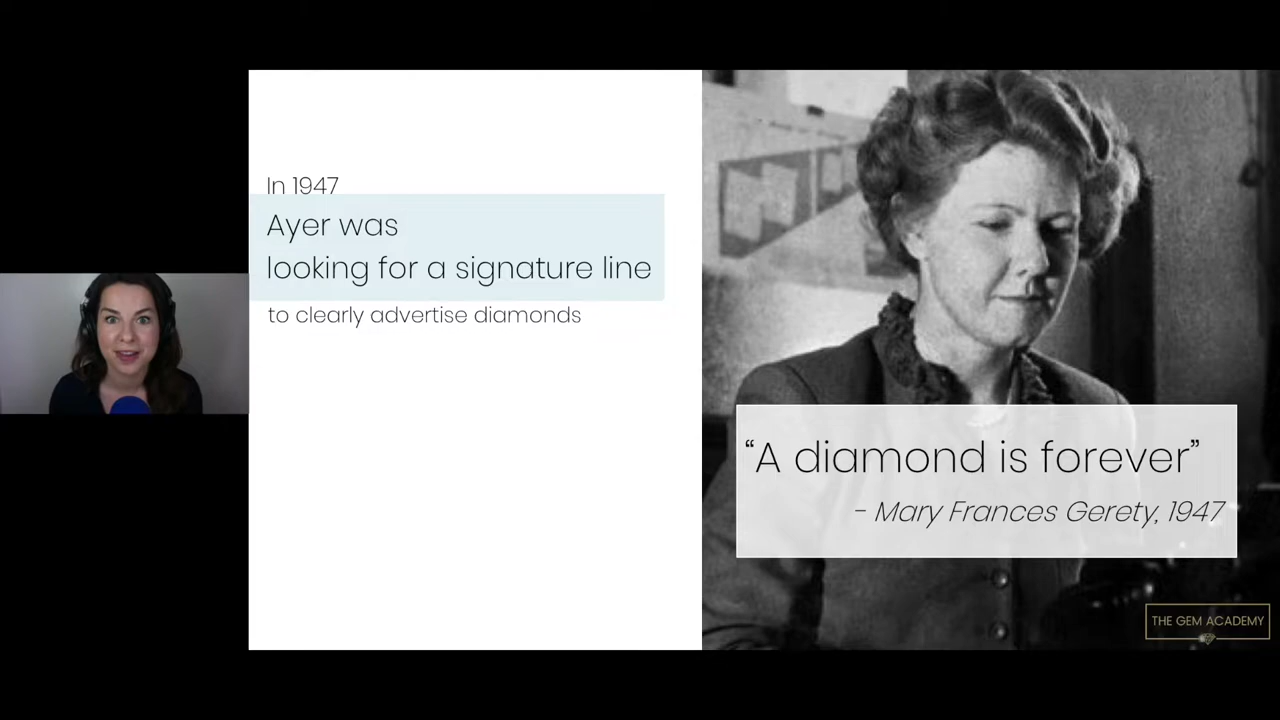 In 1947
Ayer was
looking for a signature line
to clearly advertise diamonds
“A diamond is forever”
- Mary Frances Gerety, 1947
THE GEM ACADEMY